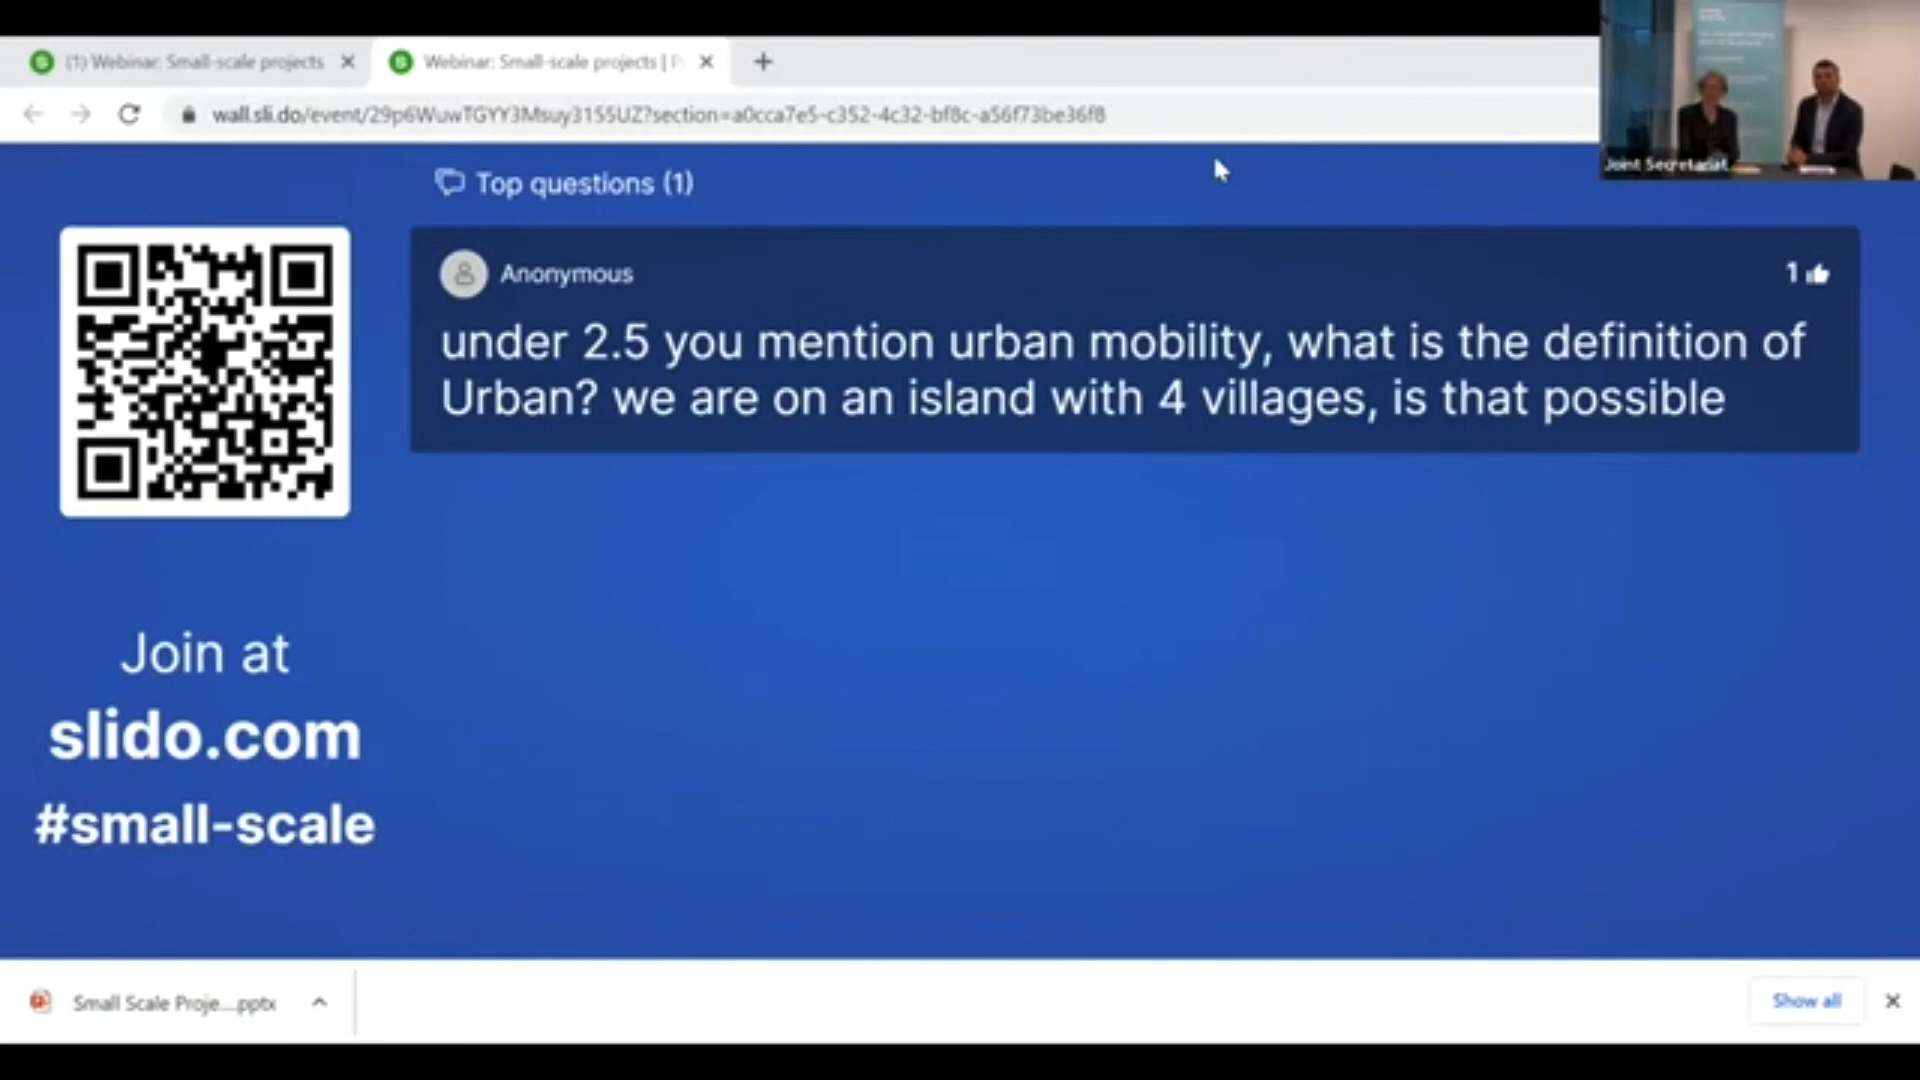 (1) Webinar: Small-scale projects
Webinar: Small-scale projects | P
wall.sli.do/event/29p6WuwTGYY3Msuy3155UZ?section=a0cca7e5-c352-4c32-bf8c-a56f73be36f8
Joint Secretariat
Top questions (1)
Anonymous
1
under 2.5 you mention urban mobility, what is the definition of
Urban? we are on an island with 4 villages, is that possible
Join at
slido.com
#small-scale
Small Scale Proje....pptx
Show all